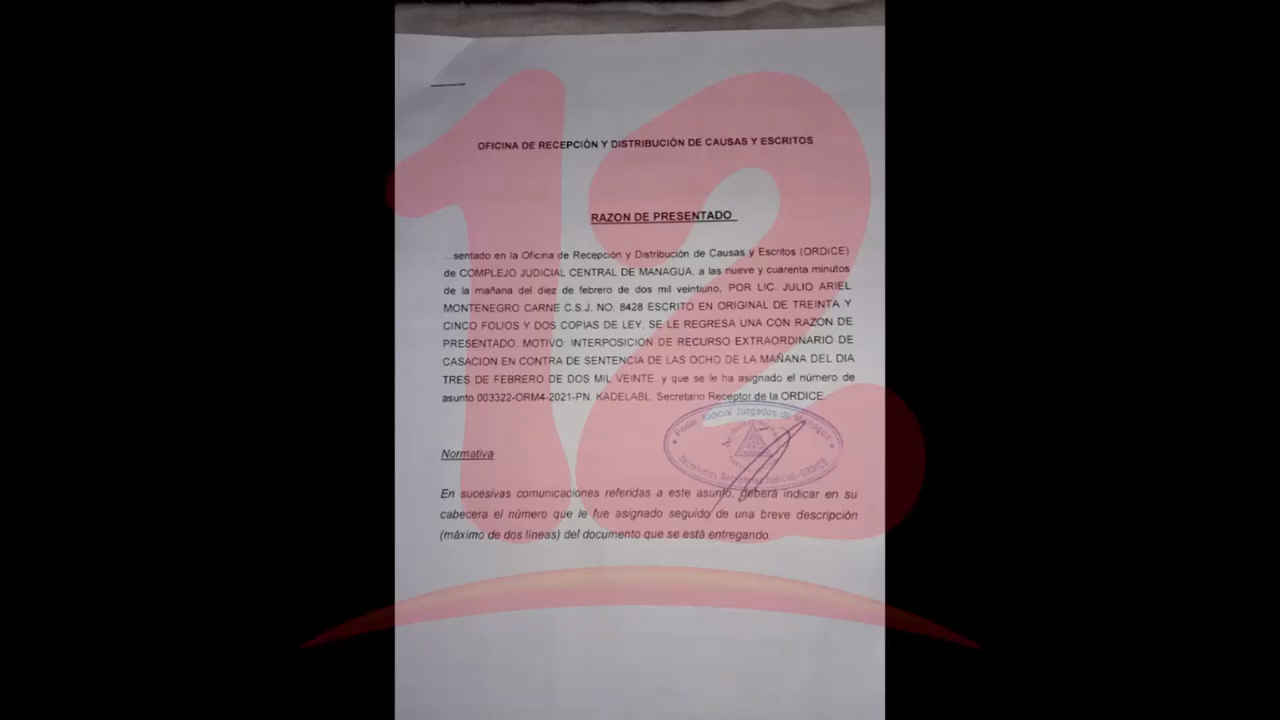 12
OFICINA DE RECEPCIÓN Y DISTRIBUCIÓN DE CAUSAS Y ESCRITOS
RAZON DE PRESENTADO
...sentado en la Oficina de Recepción y Distribución de Causas y Escritos (ORDICE)
de COMPLEJO JUDICIAL CENTRAL DE MANAGUA, a las nueve y cuarenta minutos
de la mañana del diez de febrero de dos mil veintiuno, POR LIC. JULIO ARIEL
MONTENEGRO CARNE C.S.J. NO. 8428 ESCRITO EN ORIGINAL DE TREINTA Y
CINCO FOLIOS Y DOS COPIAS DE LEY, SE LE REGRESA UNA CON RAZON DE
PRESENTADO. MOTIVO: INTERPOSICION DE RECURSO EXTRAORDINARIO DE
CASACION EN CONTRA DE SENTENCIA DE LAS OCHO DE LA MAÑANA DEL DIA
TRES DE FEBRERO DE DOS MIL VEINTE, y que se le ha asignado el número de
asunto 003322-ORM4-2021-PN. KADELABL, Secretario Receptor de la ORDICE.
Poder Judicial Juzgados de Managua
Normativa
En sucesivas comunicaciones referidas a este asunto, deberá indicar en su
cabecera el número que le fue asignado seguido de una breve descripción
(máximo de dos líneas) del documento que se está entregando.